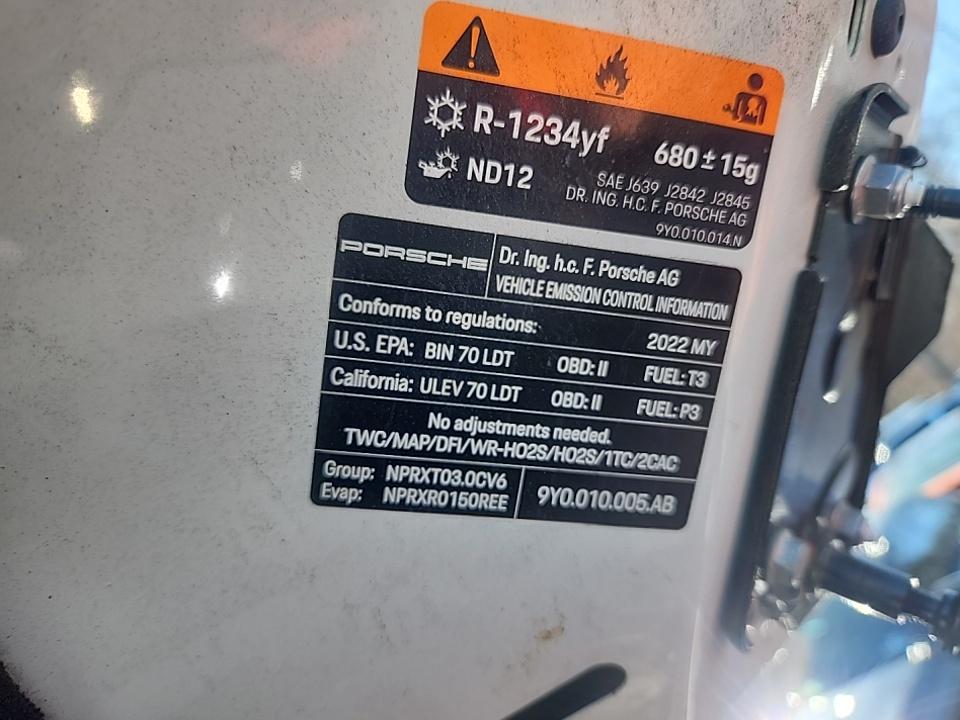 R-1234yf 680 ± 15g
ND12
SAE J639 J2842 J2845
DR. ING. H.C. F. PORSCHE AG
9Y0.010.014.N
PORSCHE
Dr. Ing. h.c. F. Porsche AG
VEHICLE EMISSION CONTROL INFORMATION
Conforms to regulations: 2022 MY
U.S. EPA: BIN 70 LDT OBD: II FUEL: T3
California: ULEV 70 LDT OBD: II FUEL: P3
No adjustments needed.
TWC/MAP/DFI/WR-HO2S/HO2S/1TC/2CAC
Group: NPRXT03.0CV6
Evap: NPRXR0150REE
9Y0.010.005.AB